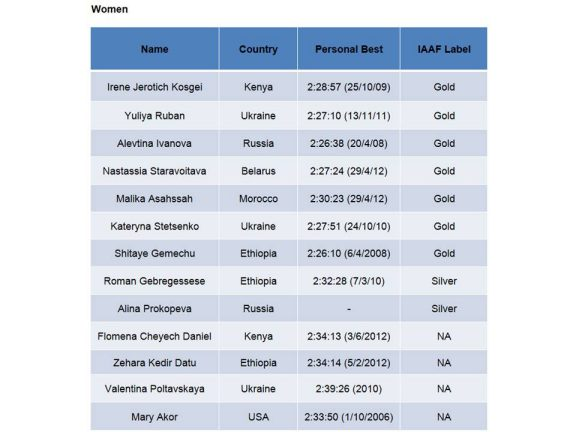 Women
Name Country Personal Best IAAF Label
Irene Jerotich Kosgei Kenya 2:28:57 (25/10/09) Gold
Yuliya Ruban Ukraine 2:27:10 (13/11/11) Gold
Alevtina Ivanova Russia 2:26:38 (20/4/08) Gold
Nastassia Staravoitava Belarus 2:27:24 (29/4/12) Gold
Malika Asahssah Morocco 2:30:23 (29/4/12) Gold
Kateryna Stetsenko Ukraine 2:27:51 (24/10/10) Gold
Shitaye Gemechu Ethiopia 2:26:10 (6/4/2008) Gold
Roman Gebregessese Ethiopia 2:32:28 (7/3/10) Silver
Alina Prokopeva Russia - Silver
Flomena Cheyech Daniel Kenya 2:34:13 (3/6/2012) NA
Zehara Kedir Datu Ethiopia 2:34:14 (5/2/2012) NA
Valentina Poltavskaya Ukraine 2:39:26 (2010) NA
Mary Akor USA 2:33:50 (1/10/2006) NA